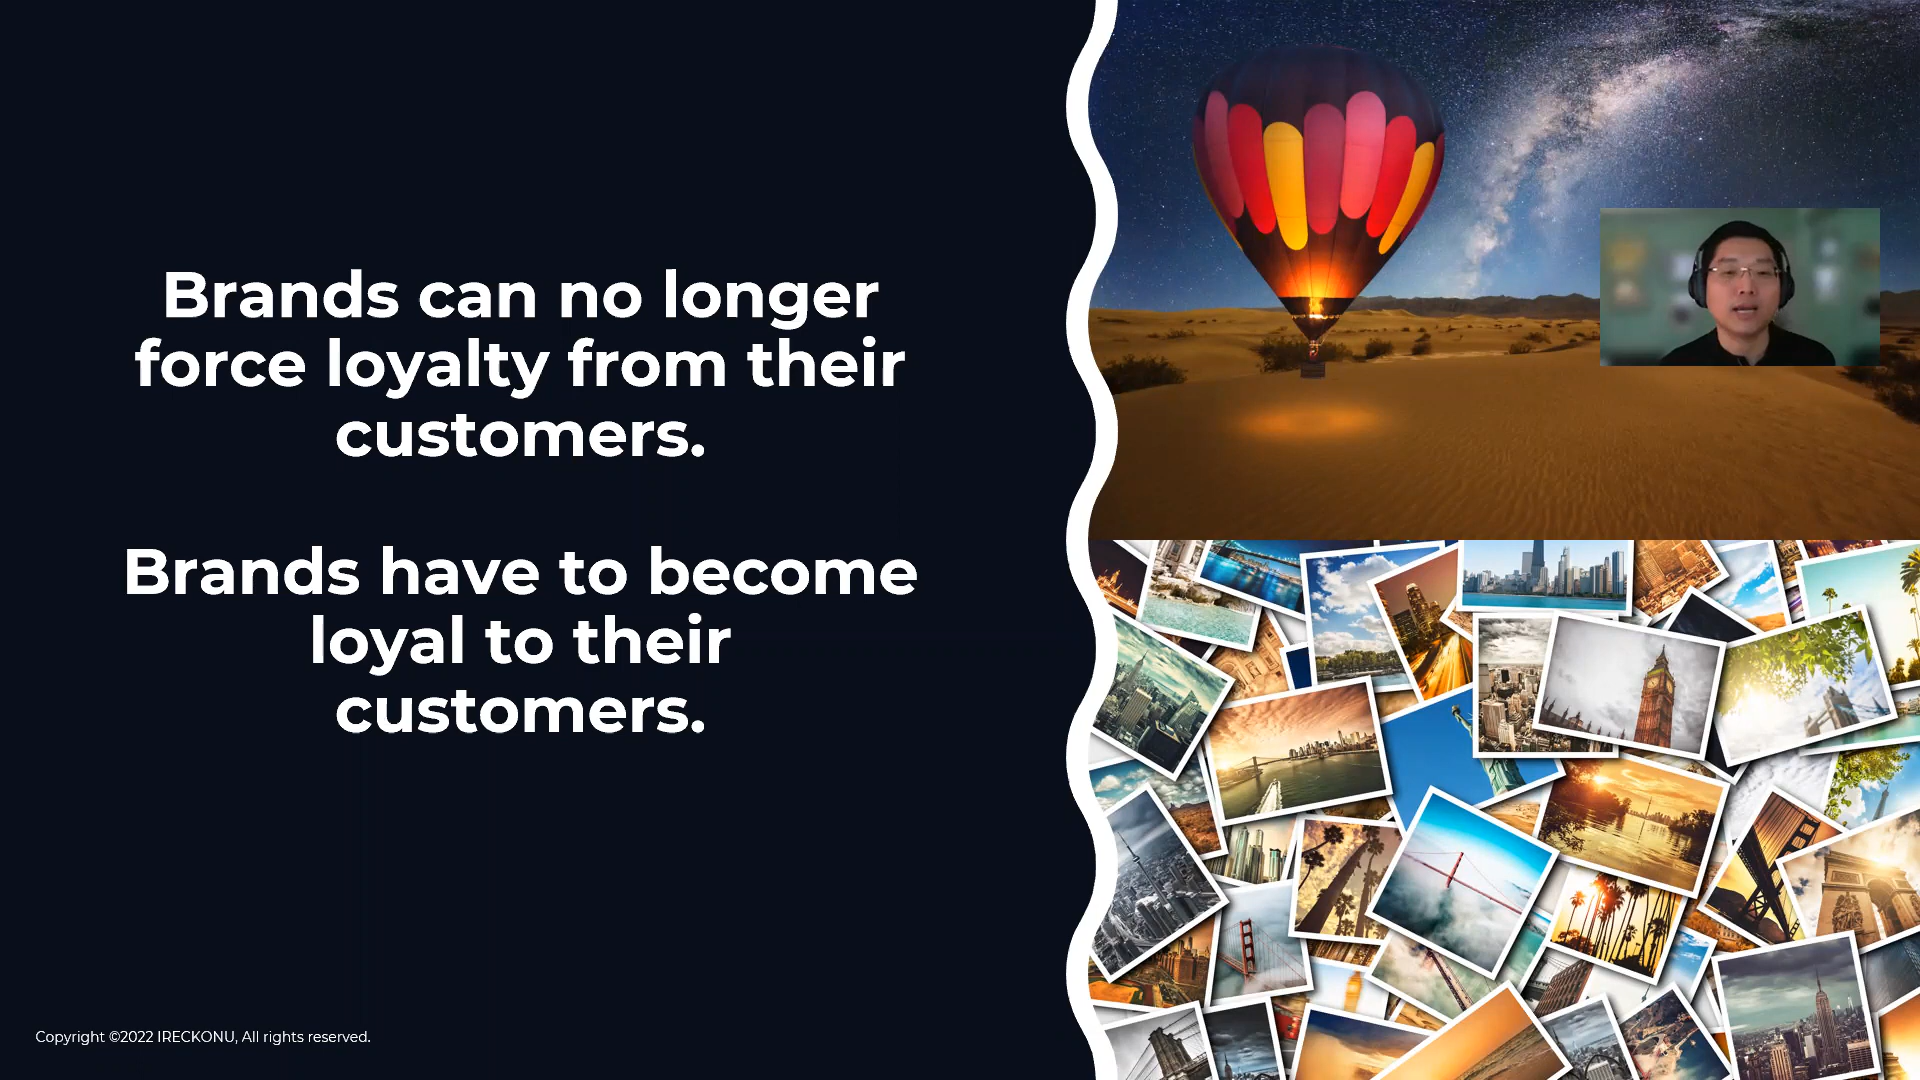 Brands can no longer
force loyalty from their
customers.
Brands have to become
loyal to their
customers.
Copyright ©2022 IRECKONU, All rights reserved.